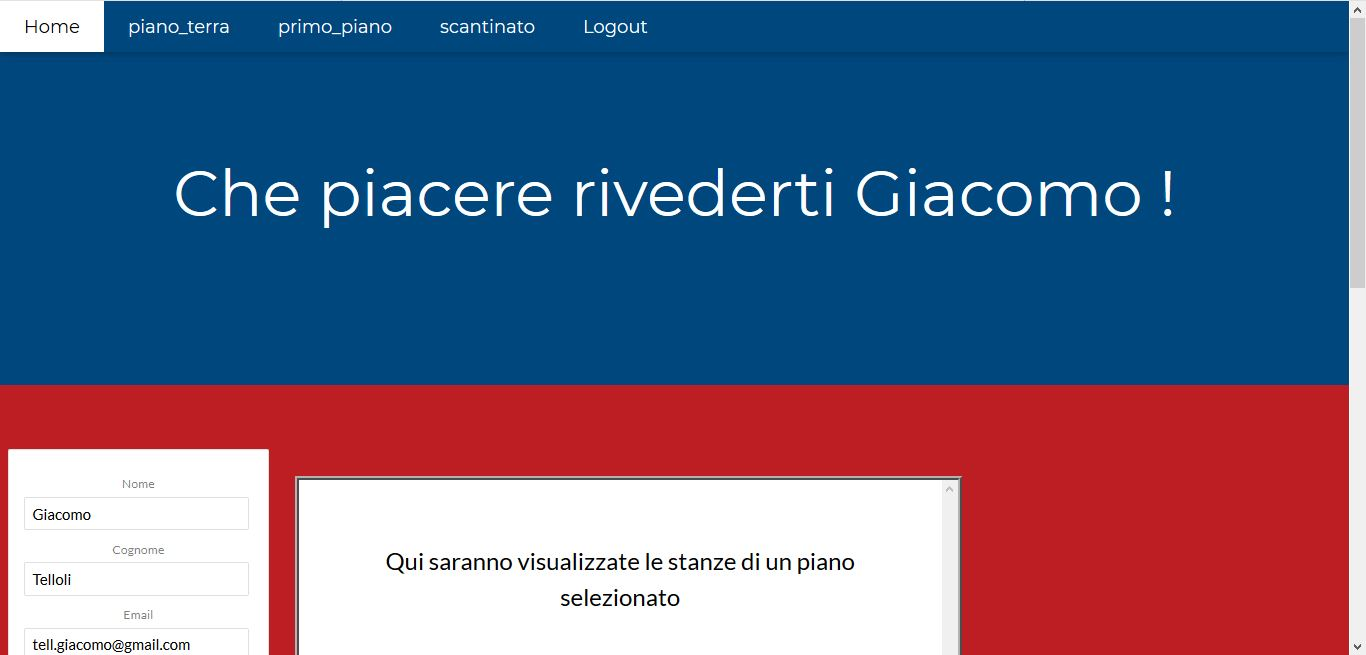 Home piano_terra primo_piano scantinato Logout
Che piacere rivederti Giacomo !
Nome
Giacomo
Cognome
Telloli
Email
tell.giacomo@gmail.com
Qui saranno visualizzate le stanze di un piano
selezionato